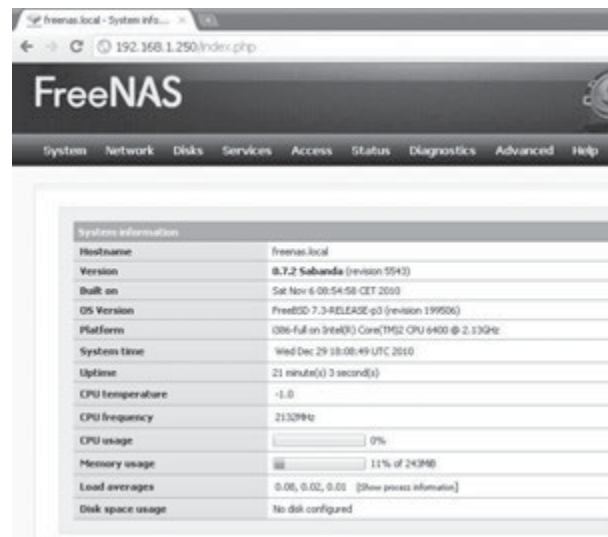 freenas.local - System info...
192.168.1.250/index.php
FreeNAS
System Network Disks Services Access Status Diagnostics Advanced Help
System information
Hostname freenas.local
Version 0.7.2 Sabanda (revision 5543)
Built on Sat Nov 6 08:54:58 CET 2010
OS Version FreeBSD 7.3-RELEASE-p3 (revision 199506)
Platform i386-full on Intel(R) Core(TM)2 CPU 6400 @ 2.13GHz
System time Wed Dec 29 18:08:49 UTC 2010
Uptime 21 minute(s) 3 second(s)
CPU temperature -1.0
CPU frequency 2132MHz
CPU usage 0%
Memory usage 11% of 243MB
Load averages 0.08, 0.02, 0.01 [Show process information]
Disk space usage No disk configured